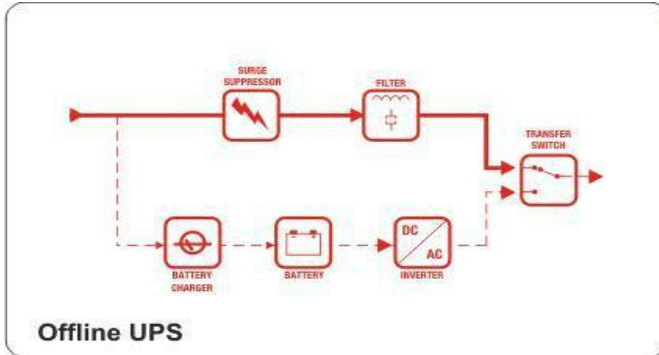 SURGE
SUPPRESSOR
FILTER
TRANSFER
SWITCH
DC
AC
BATTERY
CHARGER
BATTERY
INVERTER
Offline UPS